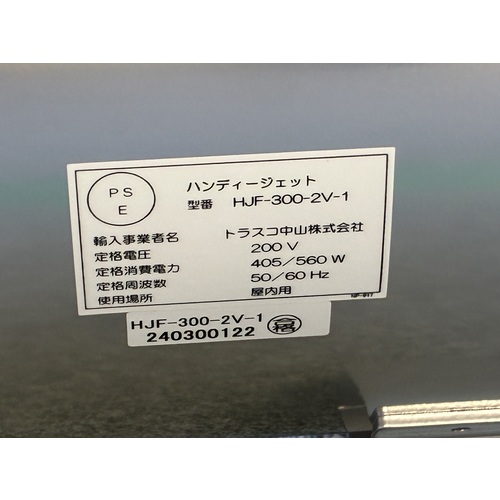 PS
E
ハンディージェット
型番 HJF-300-2V-1
輸入事業者名 トラスコ中山株式会社
定格電圧 200 V
定格消費電力 405/560 W
定格周波数 50/60 Hz
使用場所 屋内用
HJF-300-2V-1
240300122
合格